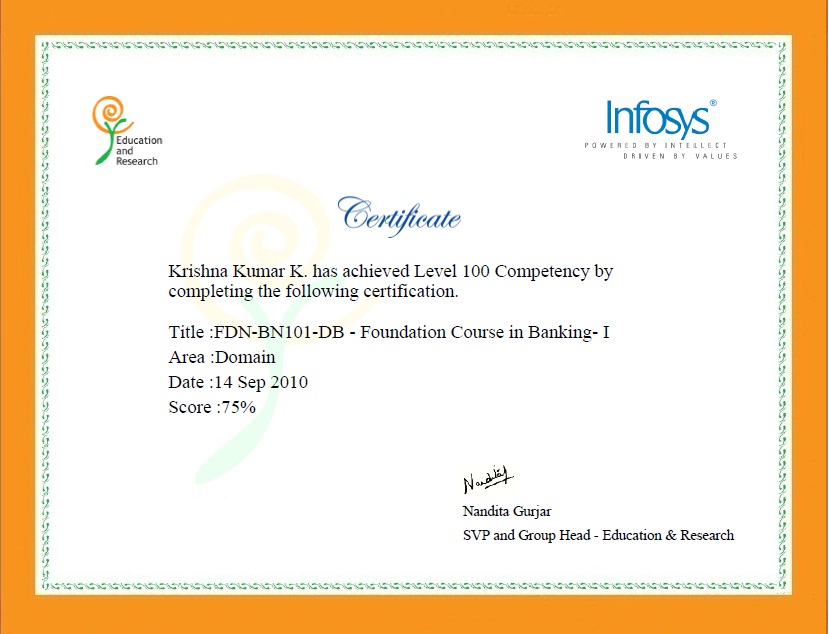 Education
and
Research
Infosys®
POWERED BY INTELLECT
DRIVEN BY VALUES
Certificate
Krishna Kumar K. has achieved Level 100 Competency by
completing the following certification.
Title :FDN-BN101-DB - Foundation Course in Banking- I
Area :Domain
Date :14 Sep 2010
Score :75%
Nandita
Nandita Gurjar
SVP and Group Head - Education & Research